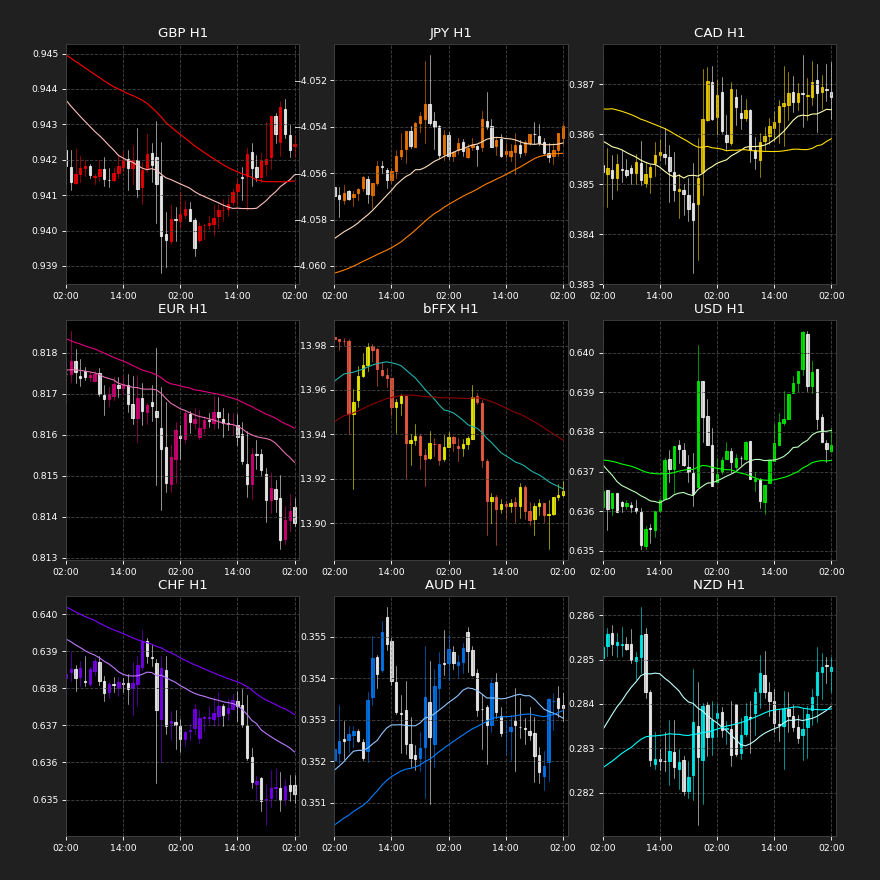 GBP H1
JPY H1
CAD H1
0.945
0.944
0.943
0.942
0.941
0.940
0.939
−4.052
−4.054
−4.056
−4.058
−4.060
0.387
0.386
0.385
0.384
0.383
02:00 14:00 02:00 14:00 02:00
02:00 14:00 02:00 14:00 02:00
02:00 14:00 02:00 14:00 02:00
EUR H1
bFFX H1
USD H1
0.818
0.817
0.816
0.815
0.814
0.813
13.98
13.96
13.94
13.92
13.90
0.640
0.639
0.638
0.637
0.636
0.635
02:00 14:00 02:00 14:00 02:00
02:00 14:00 02:00 14:00 02:00
02:00 14:00 02:00 14:00 02:00
CHF H1
AUD H1
NZD H1
0.640
0.639
0.638
0.637
0.636
0.635
0.355
0.354
0.353
0.352
0.351
0.286
0.285
0.284
0.283
0.282
02:00 14:00 02:00 14:00 02:00
02:00 14:00 02:00 14:00 02:00
02:00 14:00 02:00 14:00 02:00